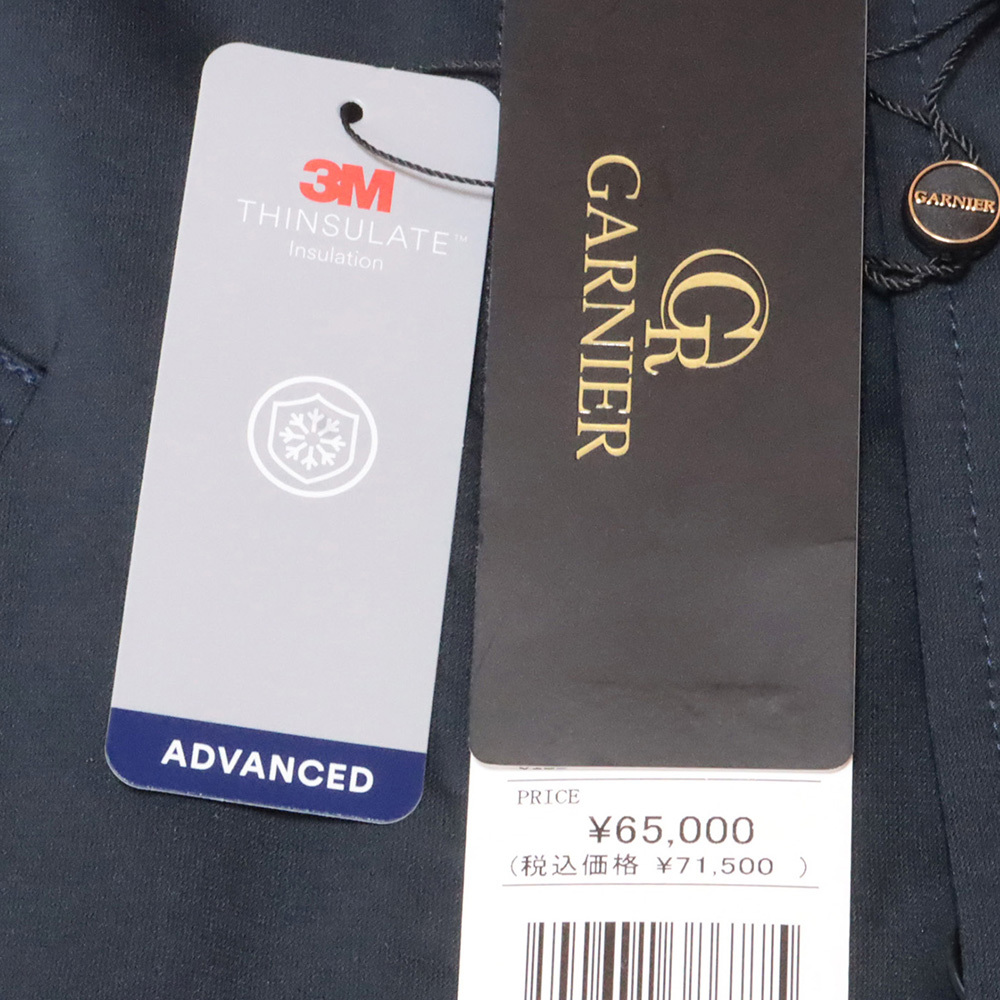 3M
THINSULATE™
Insulation
ADVANCED
GR
GARNIER
GARNIER
PRICE
¥65,000
(税込価格 ¥71,500 )